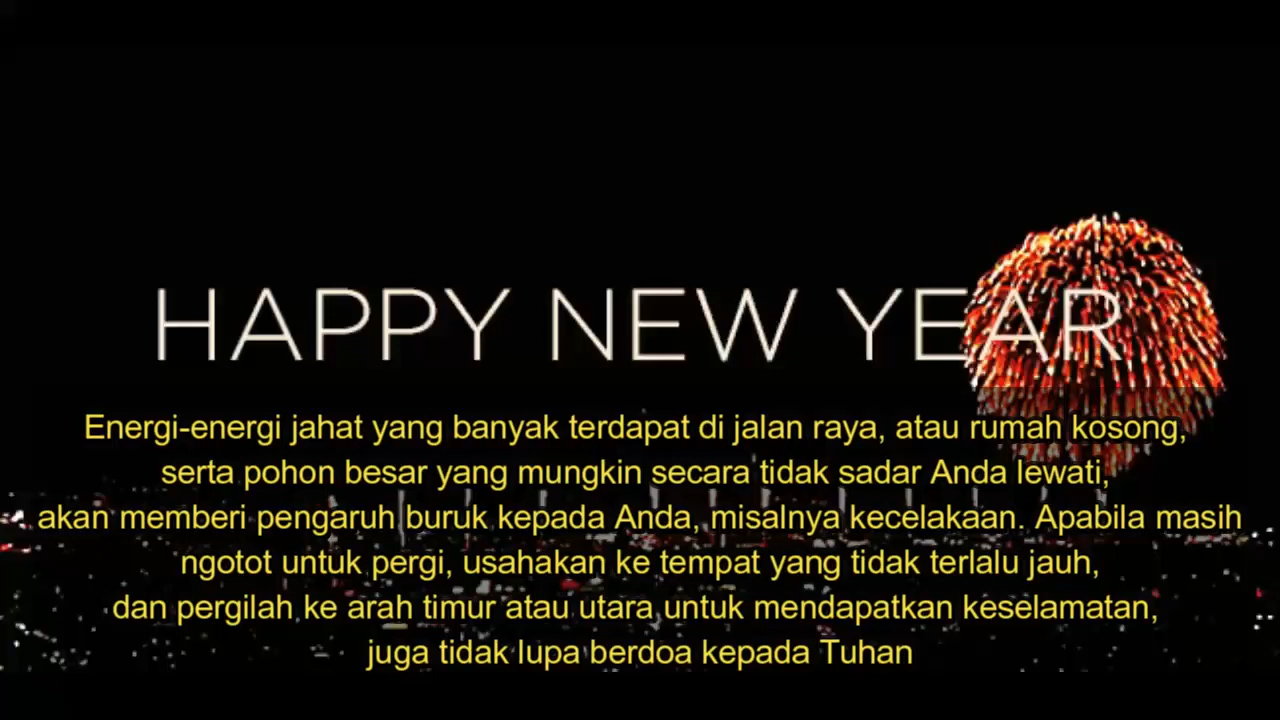 HAPPY NEW YEAR
Energi-energi jahat yang banyak terdapat di jalan raya, atau rumah kosong,
serta pohon besar yang mungkin secara tidak sadar Anda lewati,
akan memberi pengaruh buruk kepada Anda, misalnya kecelakaan. Apabila masih
ngotot untuk pergi, usahakan ke tempat yang tidak terlalu jauh,
dan pergilah ke arah timur atau utara untuk mendapatkan keselamatan,
juga tidak lupa berdoa kepada Tuhan